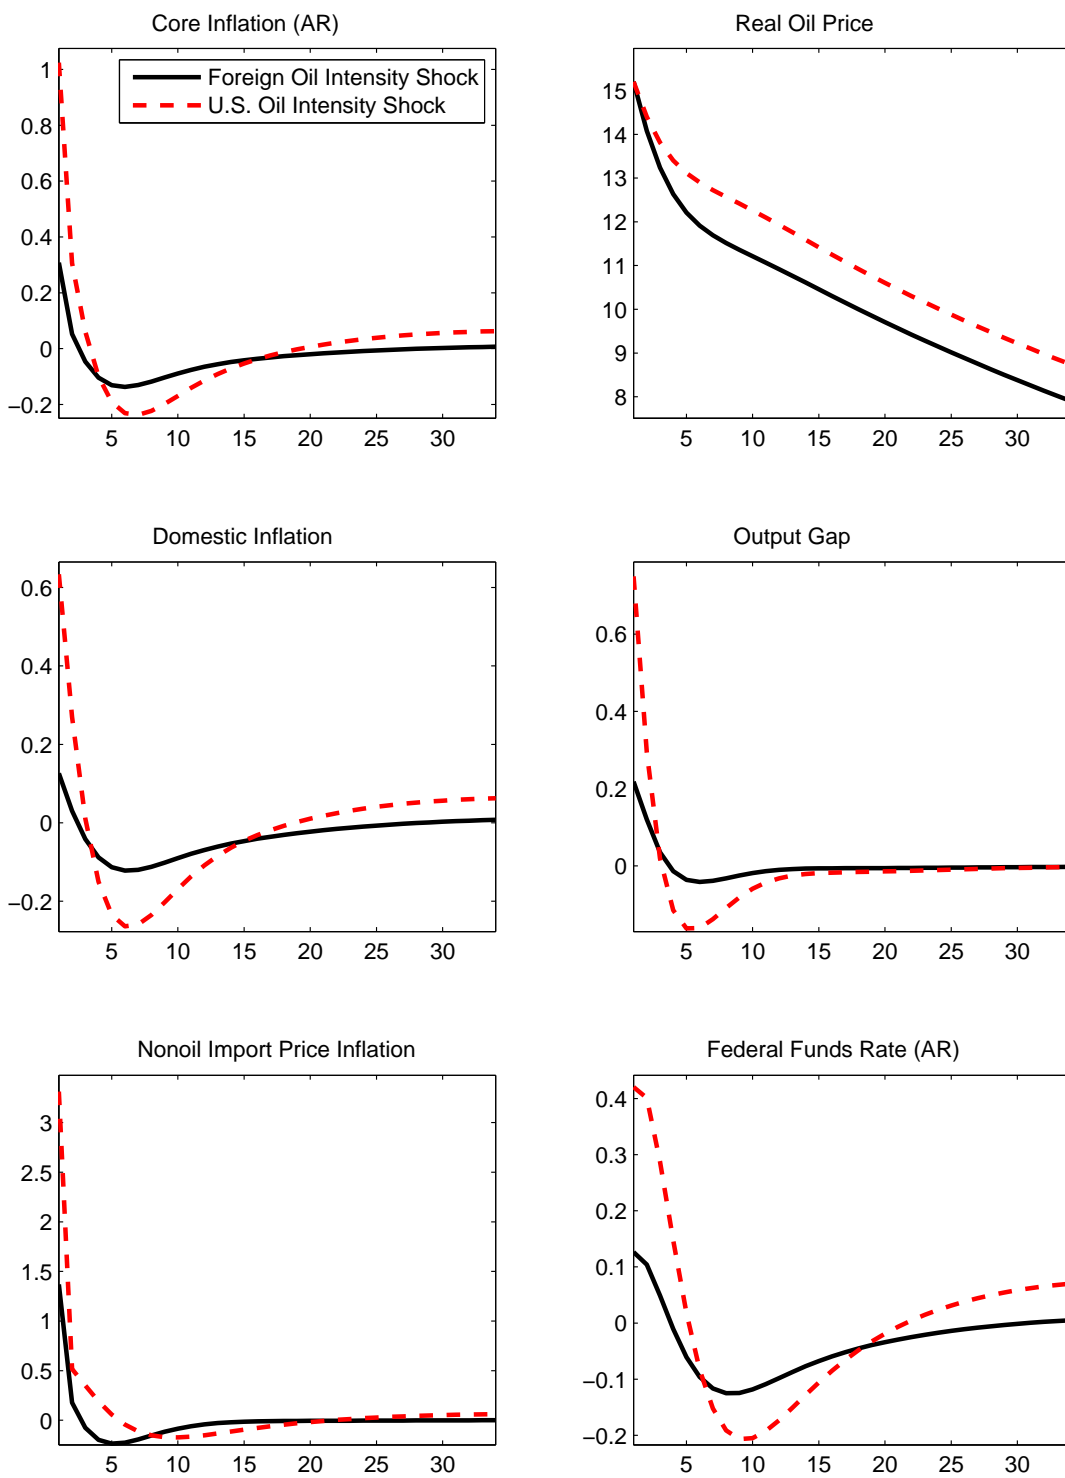 Core Inflation (AR)
Real Oil Price
1
0.8
0.6
0.4
0.2
0
−0.2
Foreign Oil Intensity Shock
U.S. Oil Intensity Shock
5 10 15 20 25 30
15
14
13
12
11
10
9
8
5 10 15 20 25 30
Domestic Inflation
Output Gap
0.6
0.4
0.2
0
−0.2
5 10 15 20 25 30
0.6
0.4
0.2
0
5 10 15 20 25 30
Nonoil Import Price Inflation
Federal Funds Rate (AR)
3
2.5
2
1.5
1
0.5
0
5 10 15 20 25 30
0.4
0.3
0.2
0.1
0
−0.1
−0.2
5 10 15 20 25 30